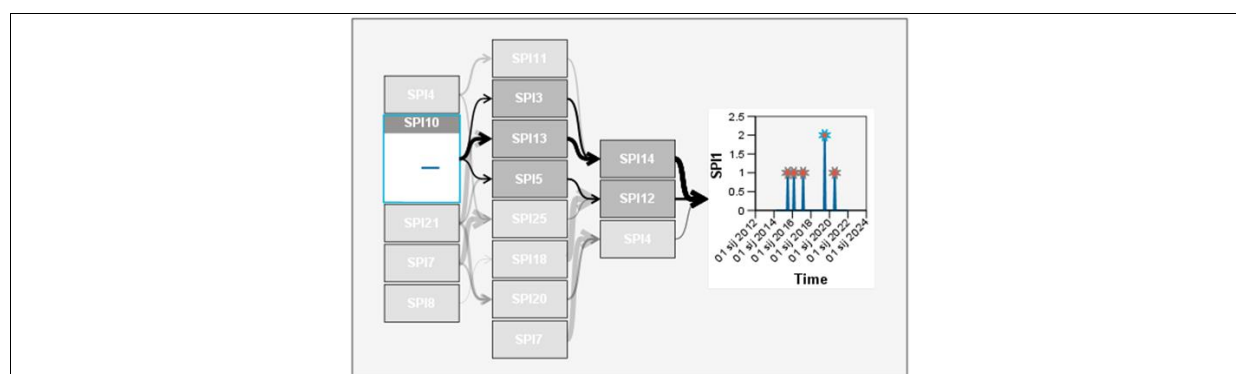 SPI4
SPI10
SPI21
SPI7
SPI8
SPI11
SPI3
SPI13
SPI5
SPI25
SPI18
SPI20
SPI7
SPI14
SPI12
SPI4
SPI1
2.5
2
1.5
1
0.5
0
01 sij 2012
01 sij 2014
01 sij 2016
01 sij 2018
01 sij 2020
01 sij 2022
01 sij 2024
Time